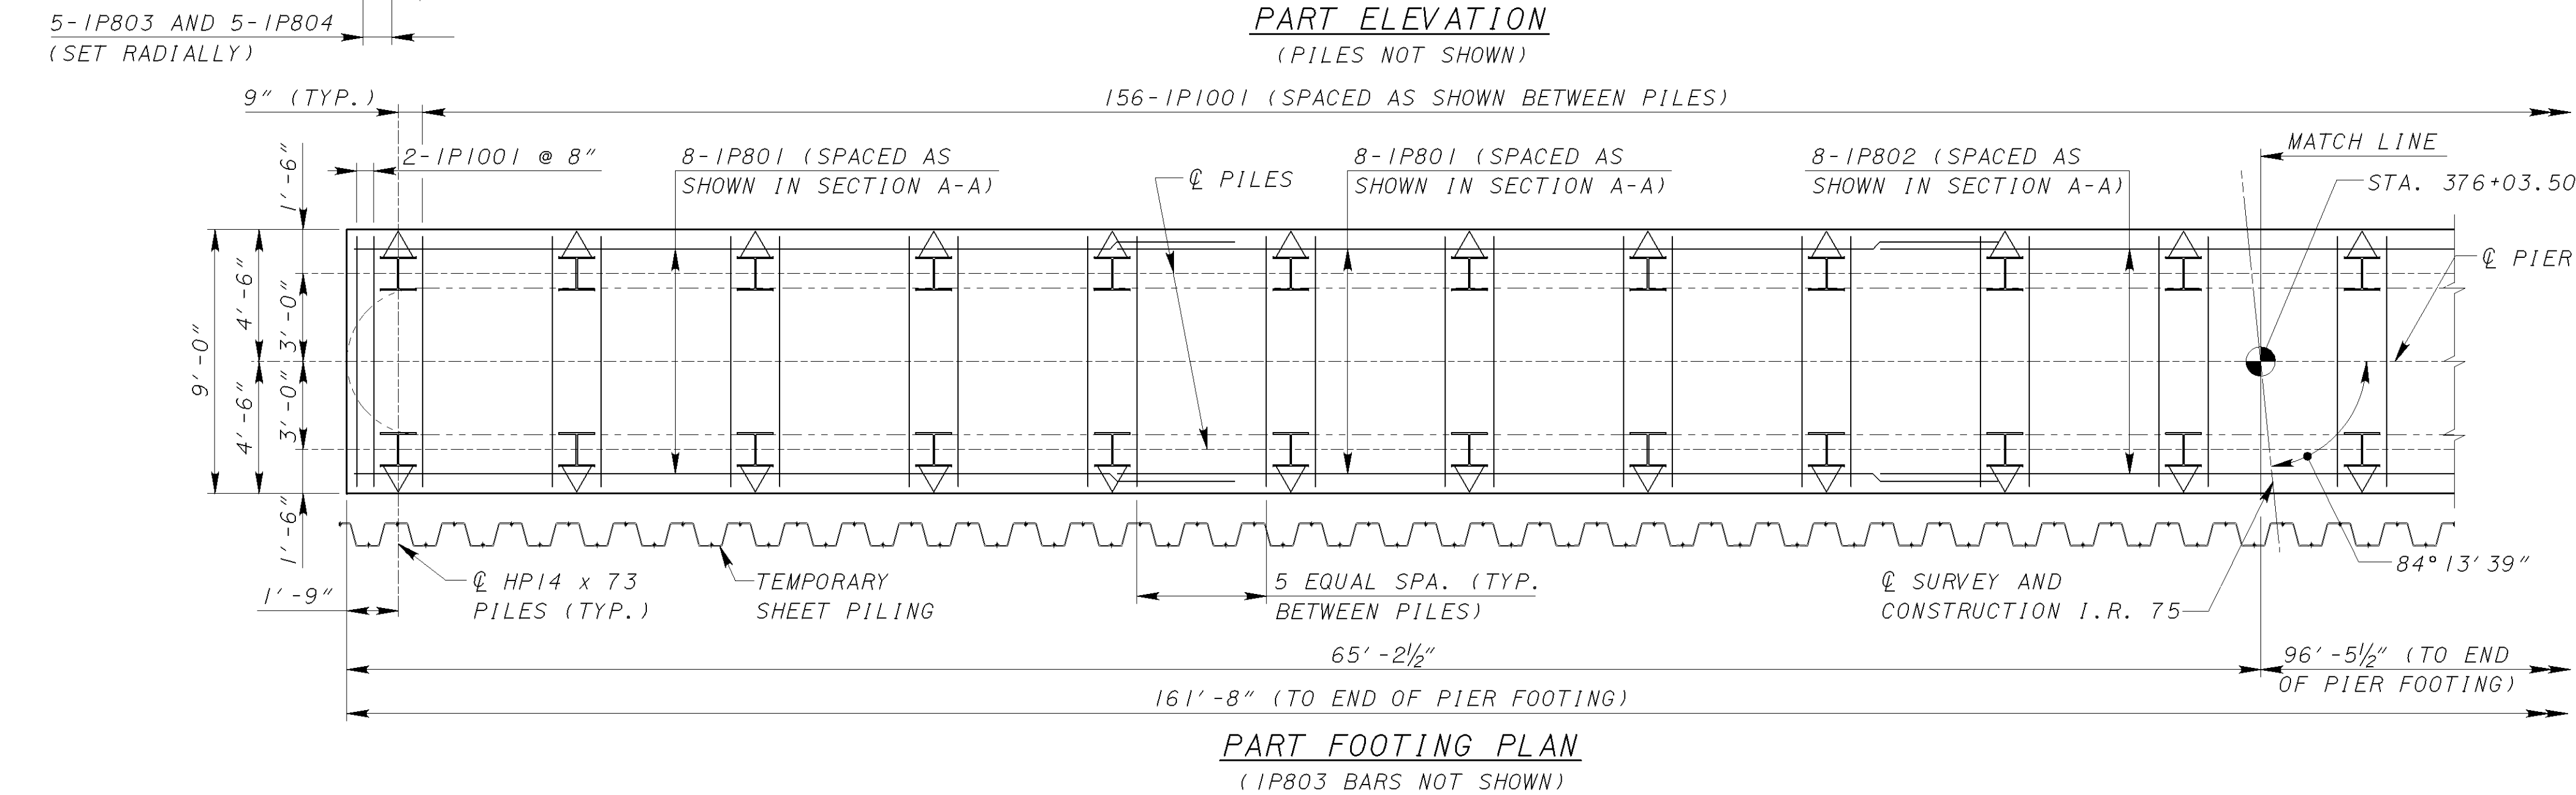 5-1P803 AND 5-1P804
(SET RADIALLY)
PART ELEVATION
(PILES NOT SHOWN)
9" (TYP.)
156-1P1001 (SPACED AS SHOWN BETWEEN PILES)
1'-6"
2-1P1001 @ 8"
8-1P801 (SPACED AS
SHOWN IN SECTION A-A)
℄ PILES
8-1P801 (SPACED AS
SHOWN IN SECTION A-A)
8-1P802 (SPACED AS
SHOWN IN SECTION A-A)
MATCH LINE
STA. 376+03.50
℄ PIER
9'-0"
4'-6"
4'-6"
3'-0"
3'-0"
1'-6"
1'-9"
℄ HP14 x 73
PILES (TYP.)
TEMPORARY
SHEET PILING
5 EQUAL SPA. (TYP.
BETWEEN PILES)
℄ SURVEY AND
CONSTRUCTION I.R. 75
84°13'39"
65'-2½"
96'-5½" (TO END
OF PIER FOOTING)
161'-8" (TO END OF PIER FOOTING)
PART FOOTING PLAN
(1P803 BARS NOT SHOWN)